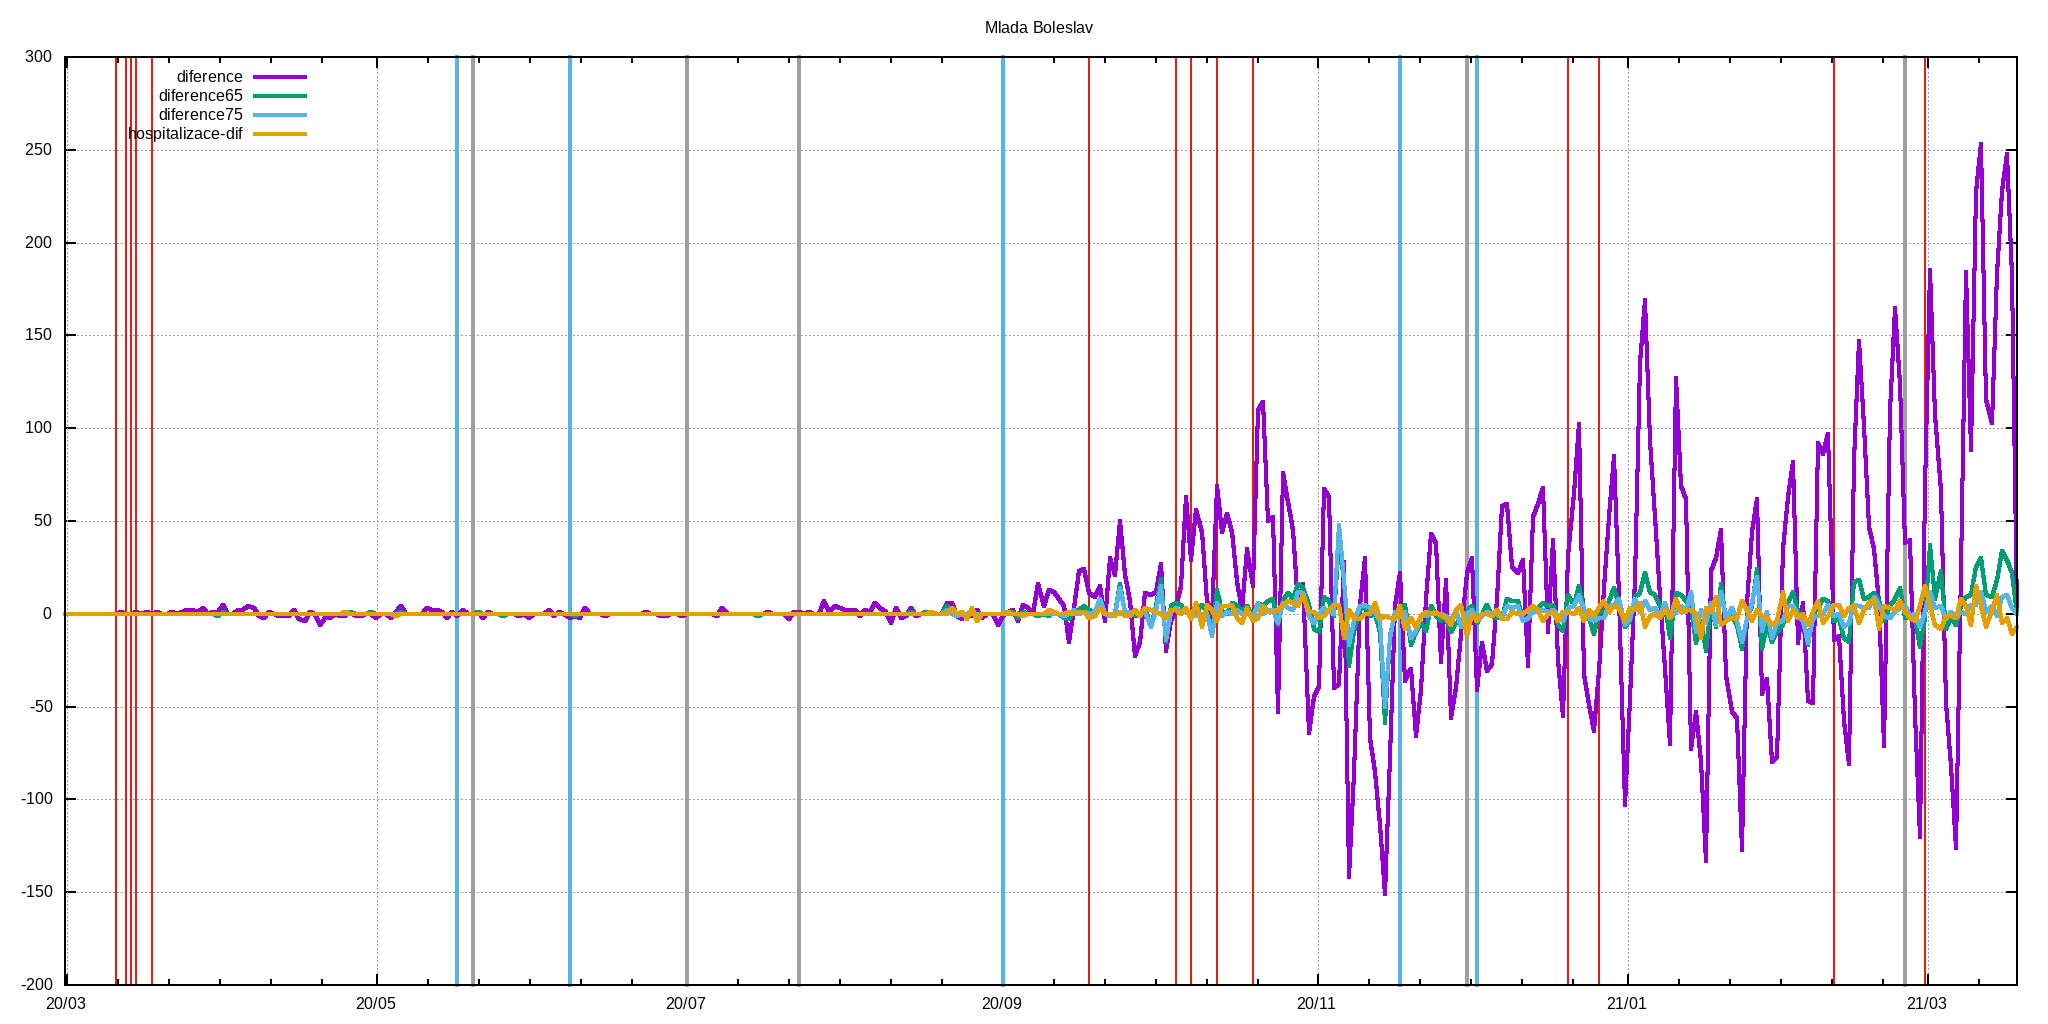 Mlada Boleslav
300
250
200
150
100
50
0
-50
-100
-150
-200
diference
diference65
diference75
hospitalizace-dif
20/03 20/05 20/07 20/09 20/11 21/01 21/03